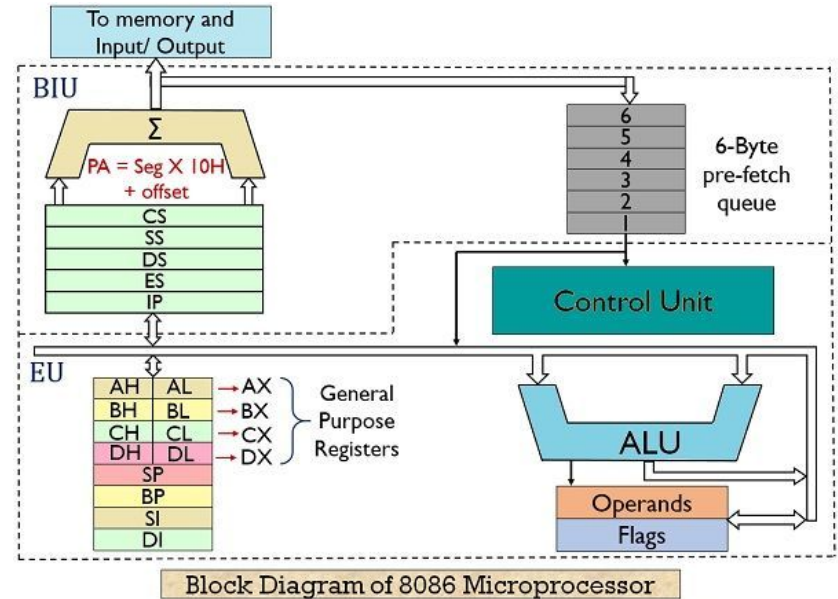 To memory and
Input/ Output
BIU
Σ
PA = Seg X 10H
+ offset
CS
SS
DS
ES
IP
6
5
4
3
2
1
6-Byte
pre-fetch
queue
Control Unit
EU
AH AL AX
BH BL BX
CH CL CX
DH DL DX
SP
BP
SI
DI
General
Purpose
Registers
ALU
Operands
Flags
Block Diagram of 8086 Microprocessor